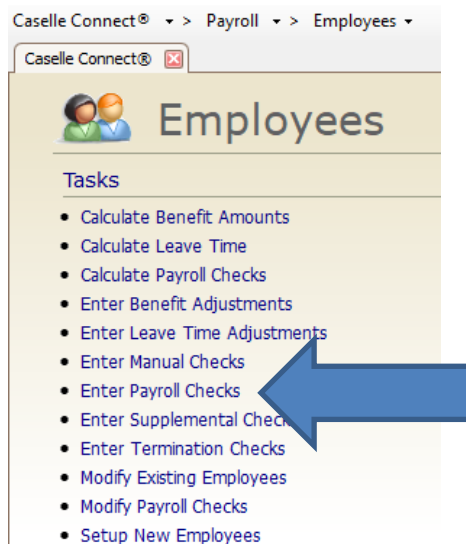 Caselle Connect® > Payroll > Employees
Caselle Connect®
Employees
Tasks
Calculate Benefit Amounts
Calculate Leave Time
Calculate Payroll Checks
Enter Benefit Adjustments
Enter Leave Time Adjustments
Enter Manual Checks
Enter Payroll Checks
Enter Supplemental Check
Enter Termination Checks
Modify Existing Employees
Modify Payroll Checks
Setup New Employees